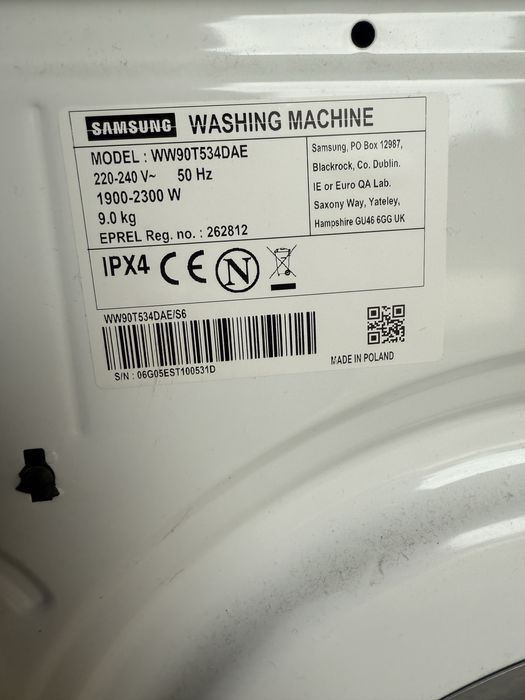 SAMSUNG WASHING MACHINE
MODEL : WW90T534DAE
220-240 V~ 50 Hz
1900-2300 W
9.0 kg
EPREL Reg. no. : 262812
Samsung, PO Box 12987,
Blackrock, Co. Dublin.
IE or Euro QA Lab.
Saxony Way, Yateley,
Hampshire GU46 6GG UK
IPX4 CE N
WW90T534DAE/S6
S/N : 06G05EST100531D
MADE IN POLAND